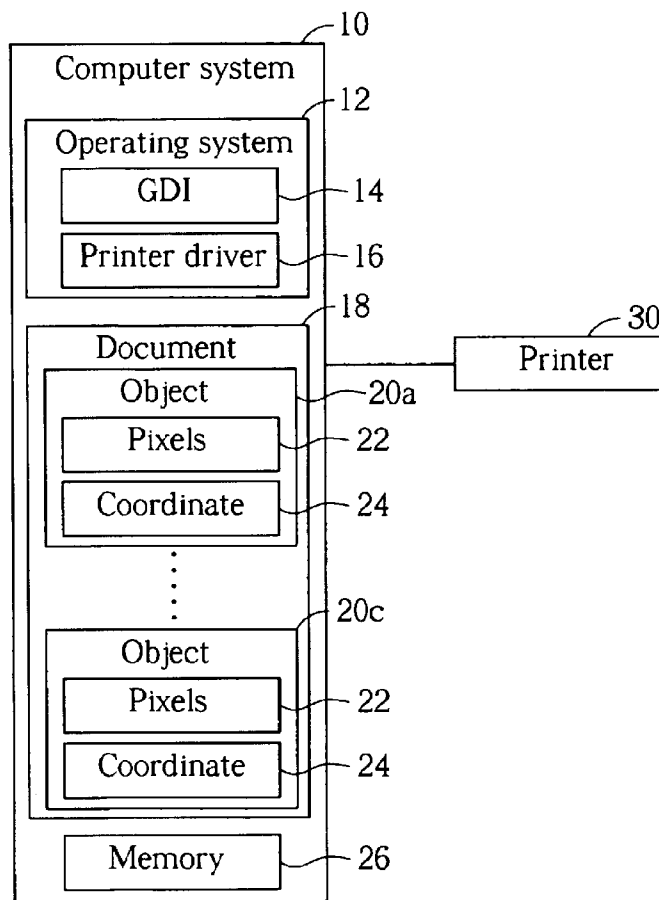 10
Computer system
12
Operating system
GDI
14
Printer driver
16
18
Document
30
Printer
Object
20a
Pixels
22
Coordinate
24
20c
Object
Pixels
22
Coordinate
24
Memory
26